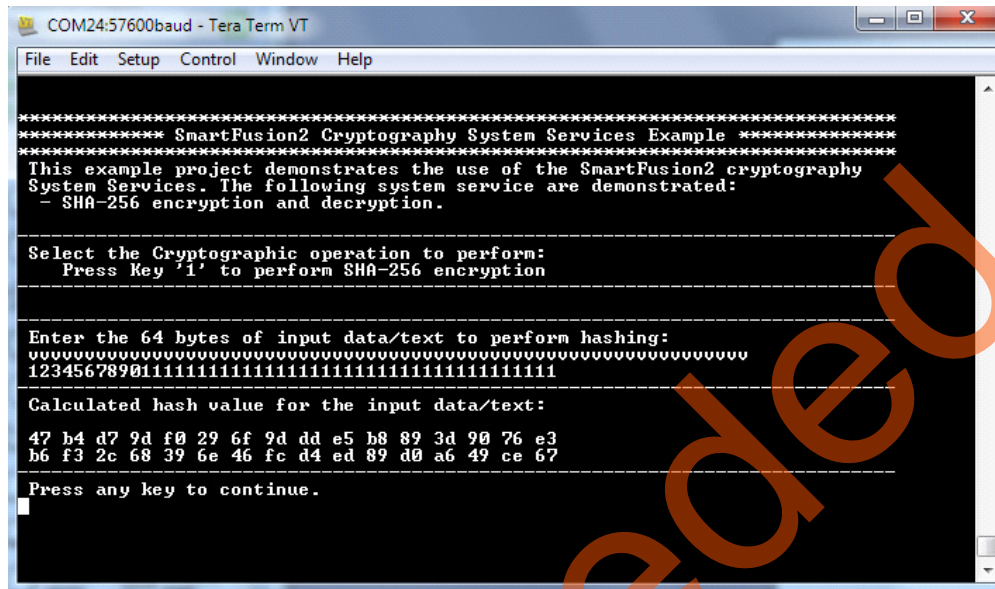 COM24:57600baud - Tera Term VT
File Edit Setup Control Window Help
******************************************************************************
************* SmartFusion2 Cryptography System Services Example **************
******************************************************************************
This example project demonstrates the use of the SmartFusion2 cryptography
System Services. The following system service are demonstrated:
- SHA-256 encryption and decryption.
Select the Cryptographic operation to perform:
Press Key '1' to perform SHA-256 encryption
Enter the 64 bytes of input data/text to perform hashing:
vvvvvvvvvvvvvvvvvvvvvvvvvvvvvvvvvvvvvvvvvvvvvvvvvvvvvvvvvvvvvvvv
12345678901111111111111111111111111111111111111
Calculated hash value for the input data/text:
47 b4 d7 9d f0 29 6f 9d dd e5 b8 89 3d 90 76 e3
b6 f3 2c 68 39 6e 46 fc d4 ed 89 d0 a6 49 ce 67
Press any key to continue.
eded